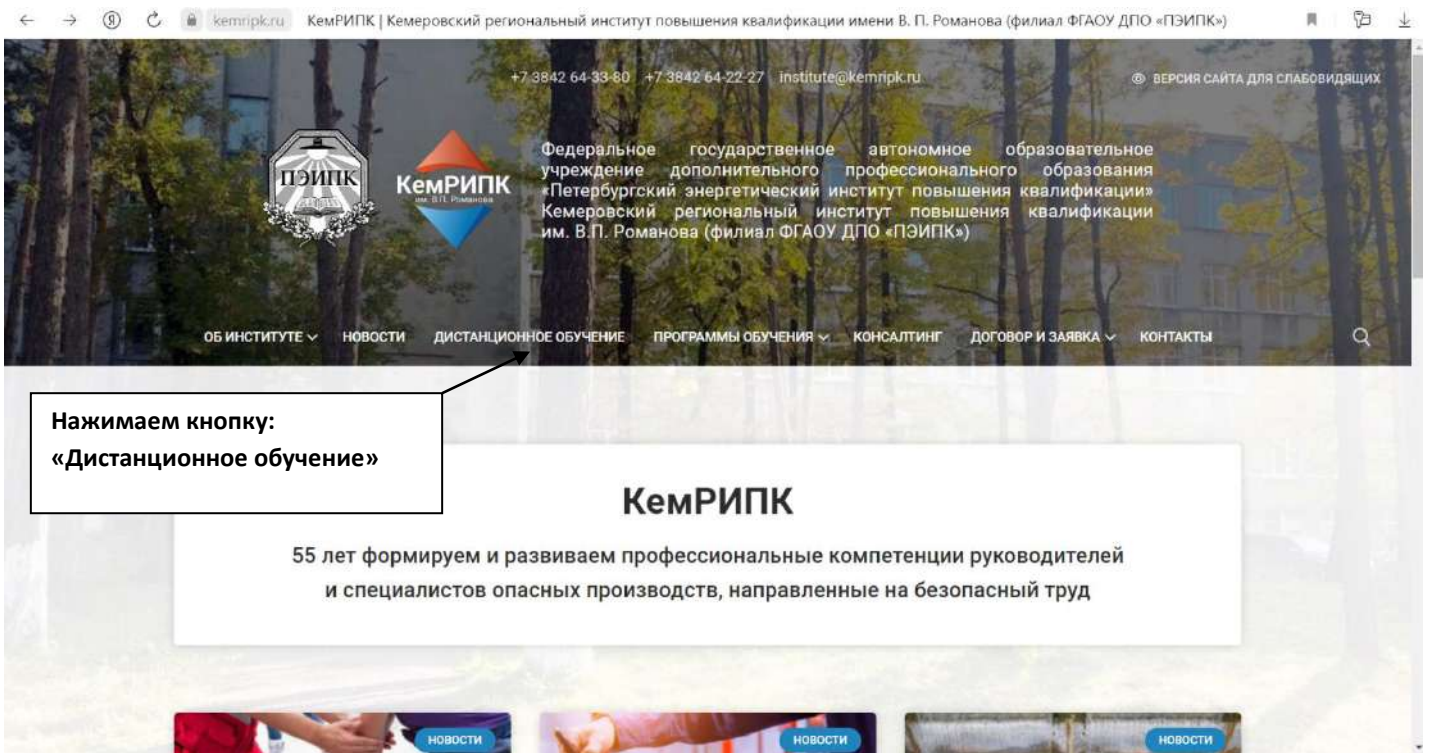 kemripk.ru КемРИПК | Кемеровский региональный институт повышения квалификации имени В. П. Романова (филиал ФГАОУ ДПО «ПЭИПК»)
+7 3842 64-33-80 +7 3842 64-22-27 institute@kemripk.ru
ВЕРСИЯ САЙТА ДЛЯ СЛАБОВИДЯЩИХ
ПЭИПК
КемРИПК
им. В.П. Романова
Федеральное государственное автономное образовательное
учреждение дополнительного профессионального образования
«Петербургский энергетический институт повышения квалификации»
Кемеровский региональный институт повышения квалификации
им. В.П. Романова (филиал ФГАОУ ДПО «ПЭИПК»)
ОБ ИНСТИТУТЕ НОВОСТИ ДИСТАНЦИОННОЕ ОБУЧЕНИЕ ПРОГРАММЫ ОБУЧЕНИЯ КОНСАЛТИНГ ДОГОВОР И ЗАЯВКА КОНТАКТЫ
Нажимаем кнопку:
«Дистанционное обучение»
КемРИПК
55 лет формируем и развиваем профессиональные компетенции руководителей
и специалистов опасных производств, направленные на безопасный труд
НОВОСТИ
НОВОСТИ
НОВОСТИ